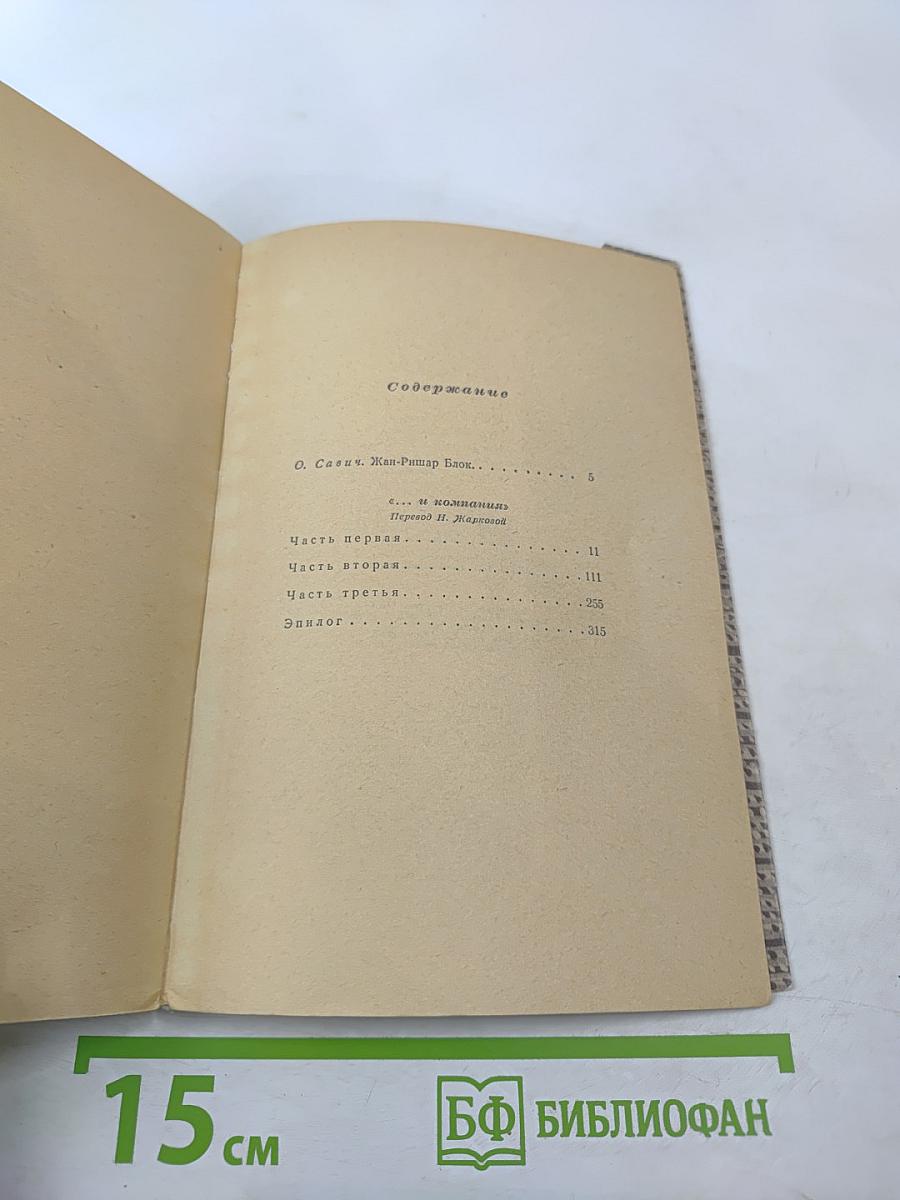 Содержание
О. Савич. Жан-Ришар Блок. . . . . . . . . . 5
«... и компания»
Перевод Н. Жарковой
Часть первая. . . . . . . . . . . . . . . 11
Часть вторая. . . . . . . . . . . . . . . 111
Часть третья. . . . . . . . . . . . . . . 255
Эпилог . . . . . . . . . . . . . . . . . . . 315
15 см
БФ БИБЛИОФАН